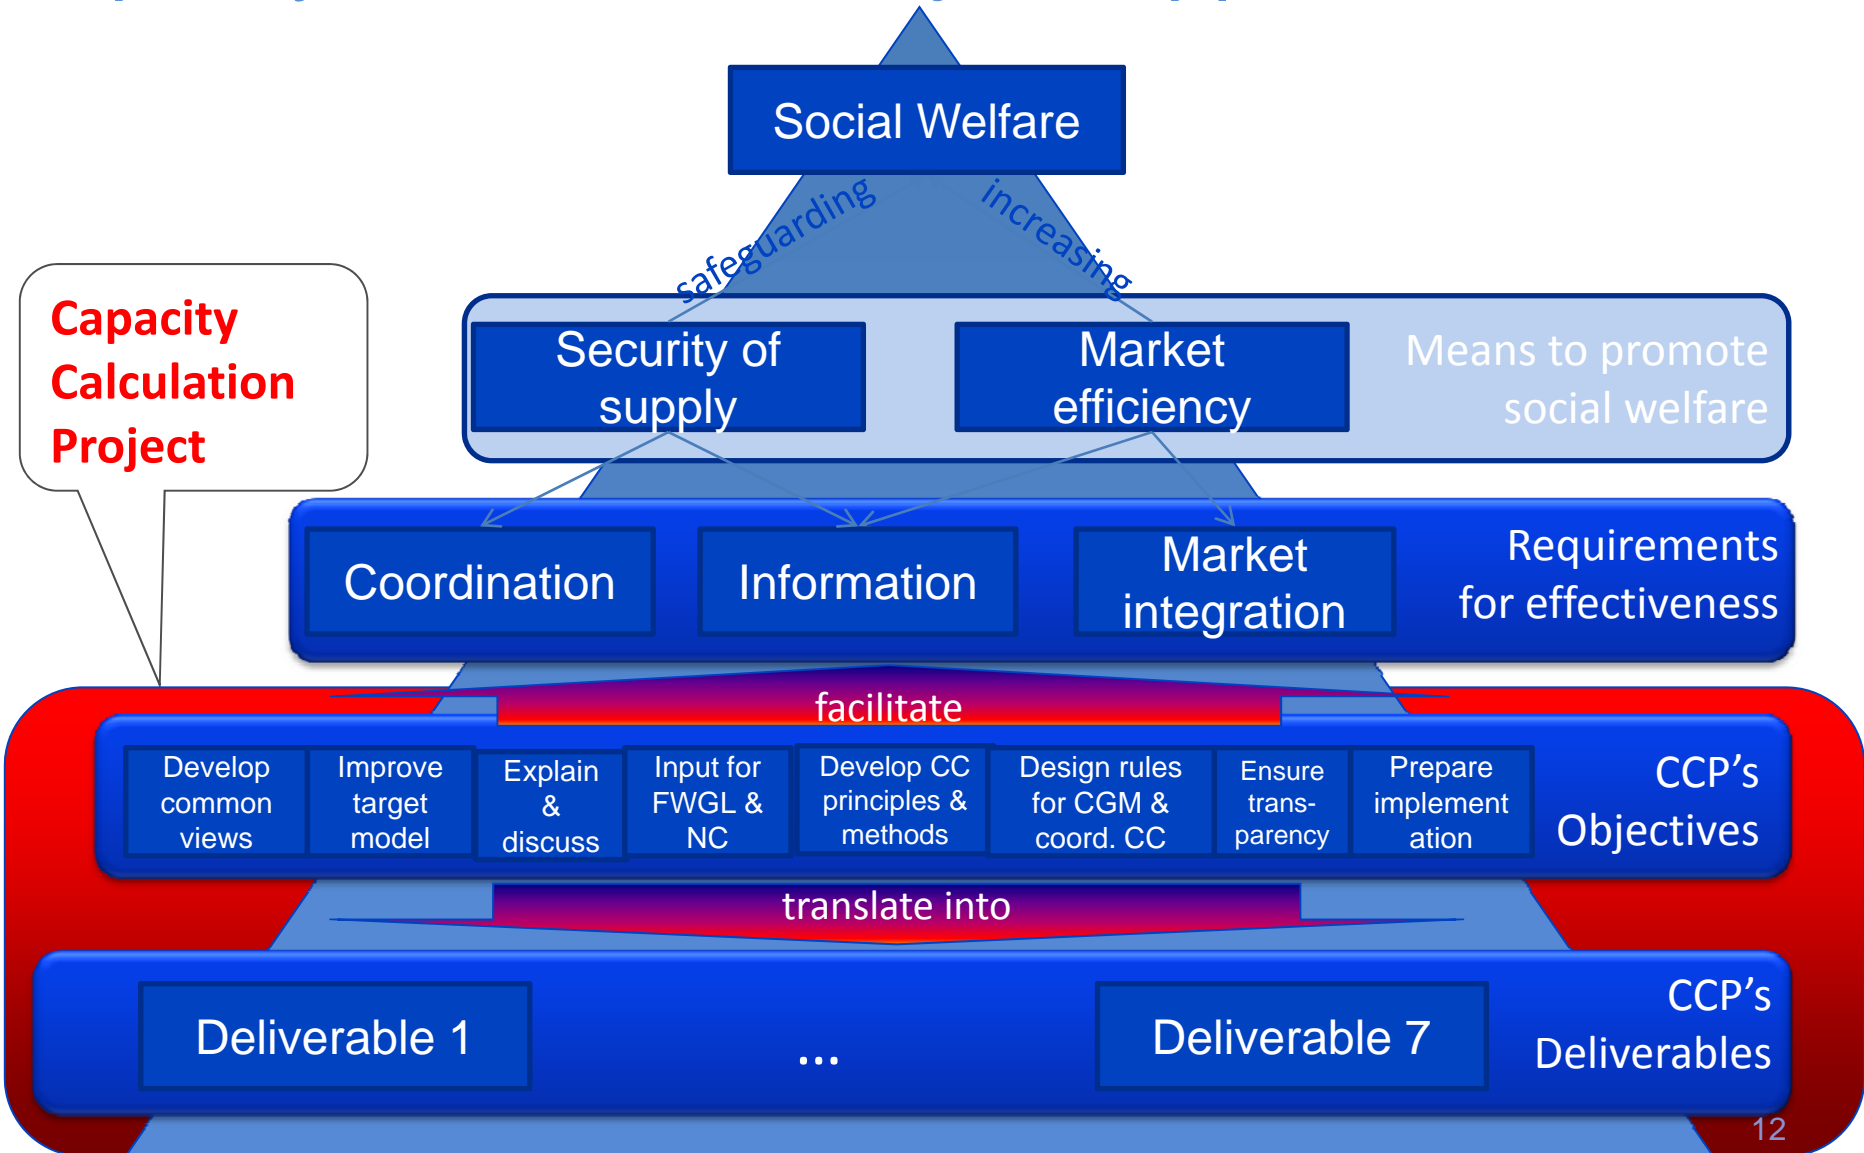 Social Welfare
safeguarding
increasing
Capacity
Calculation
Project
Security of
supply
Market
efficiency
Means to promote
social welfare
Coordination
Information
Market
integration
Requirements
for effectiveness
facilitate
Develop
common
views
Improve
target
model
Explain
&
discuss
Input for
FWGL &
NC
Develop CC
principles &
methods
Design rules
for CGM &
coord. CC
Ensure
trans-
parency
Prepare
implement
ation
CCP’s
Objectives
translate into
Deliverable 1
...
Deliverable 7
CCP’s
Deliverables
12